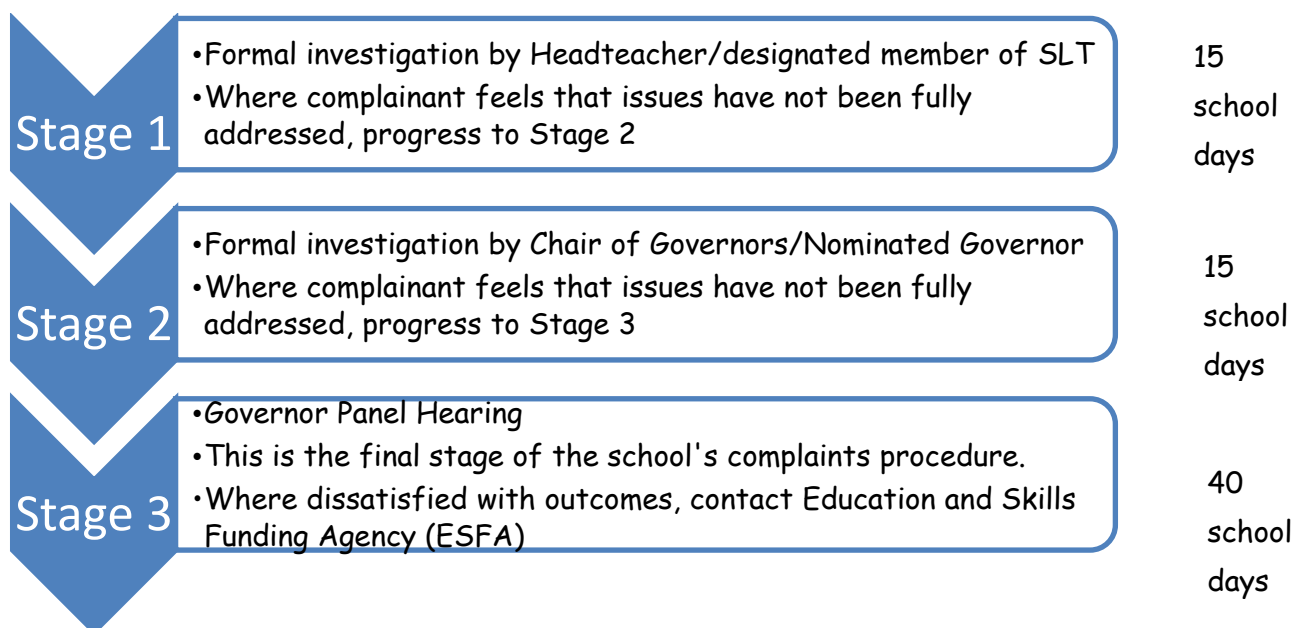 Stage 1
•Formal investigation by Headteacher/designated member of SLT
•Where complainant feels that issues have not been fully
addressed, progress to Stage 2
15
school
days
Stage 2
•Formal investigation by Chair of Governors/Nominated Governor
•Where complainant feels that issues have not been fully
addressed, progress to Stage 3
15
school
days
Stage 3
•Governor Panel Hearing
•This is the final stage of the school's complaints procedure.
•Where dissatisfied with outcomes, contact Education and Skills
Funding Agency (ESFA)
40
school
days